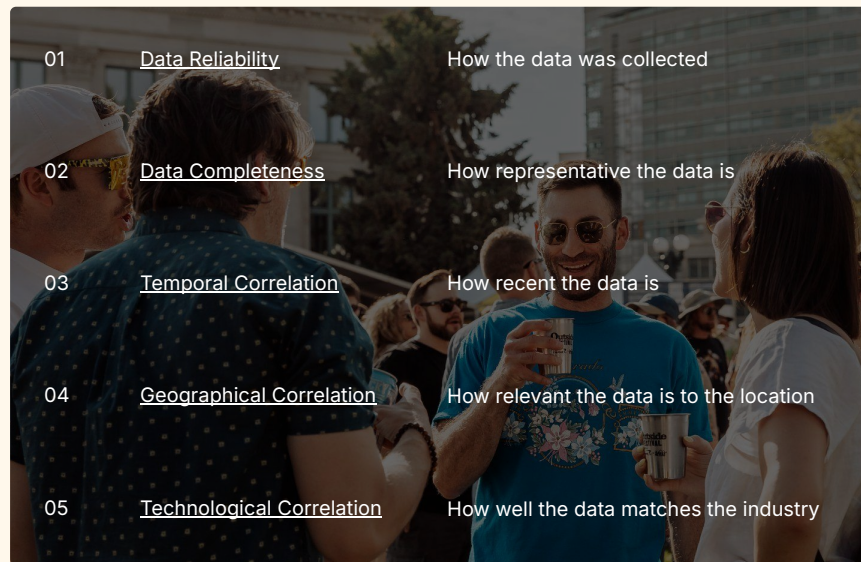 01 Data Reliability How the data was collected
02 Data Completeness How representative the data is
03 Temporal Correlation How recent the data is
04 Geographical Correlation How relevant the data is to the location
05 Technological Correlation How well the data matches the industry